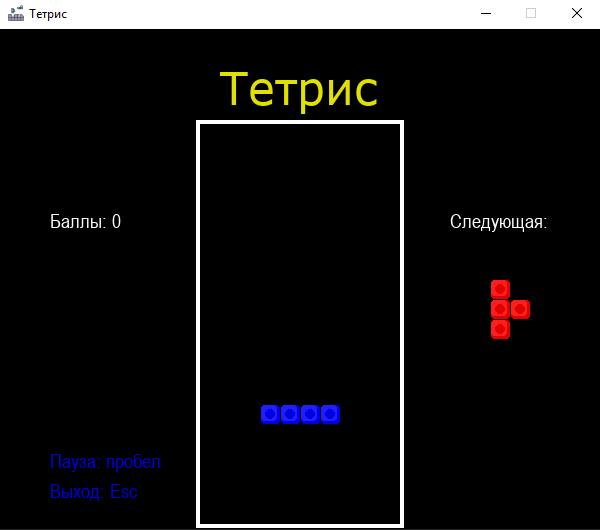 Тетрис
Тетрис
Баллы: 0
Следующая:
Пауза: пробел
Выход: Esc